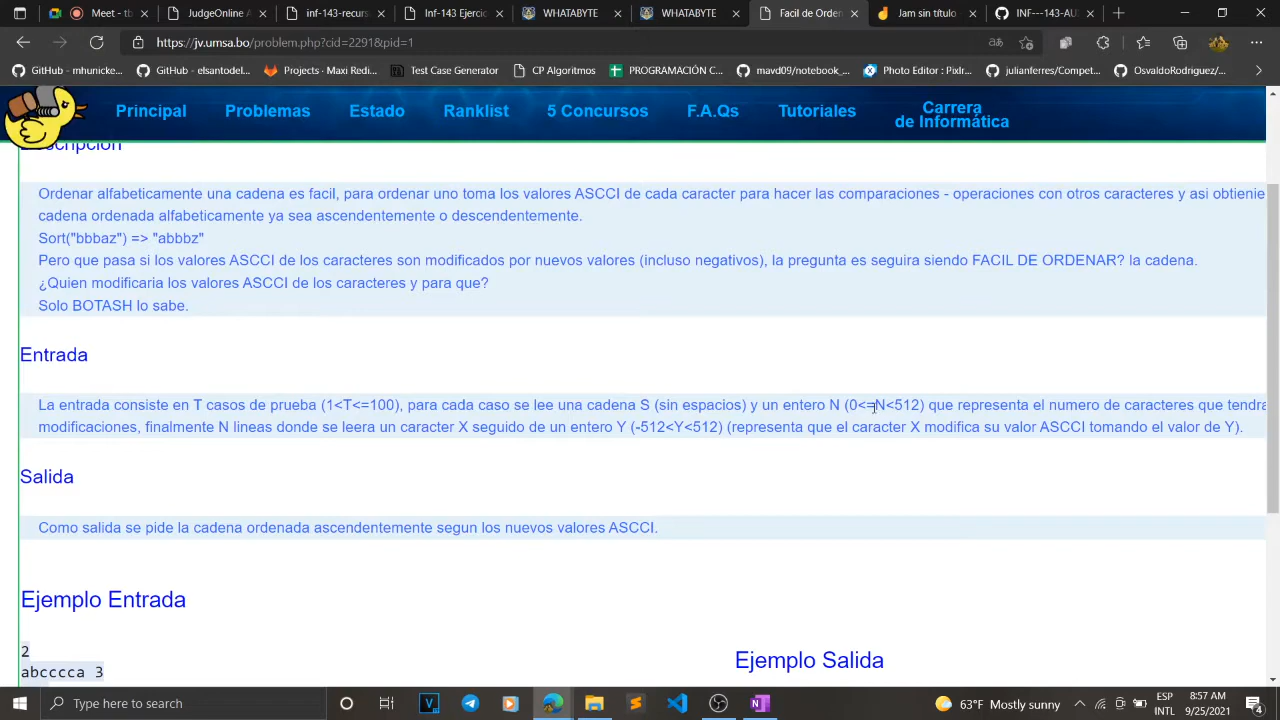 Meet - tb
JudgeOnline A
inf-143-recurs
Inf-143 Ejercic
WHATABYTE
WHATABYTE
Facil de Orden
Jam sin título
INF---143-AU
https://jv.umsa.bo/problem.php?cid=2291&pid=1
GitHub - mhunicke...
GitHub - elsantodel...
Projects · Maxi Redi...
Test Case Generator
CP Algoritmos
PROGRAMACIÓN C...
mavd09/notebook_...
Photo Editor : Pixlr...
julianferres/Compet...
OsvaldoRodriguez/...
Principal
Problemas
Estado
Ranklist
5 Concursos
F.A.Qs
Tutoriales
Carrera
de Informática
Descripción
Ordenar alfabeticamente una cadena es facil, para ordenar uno toma los valores ASCCI de cada caracter para hacer las comparaciones - operaciones con otros caracteres y asi obtiene
cadena ordenada alfabeticamente ya sea ascendentemente o descendentemente.
Sort("bbbaz") => "abbbz"
Pero que pasa si los valores ASCCI de los caracteres son modificados por nuevos valores (incluso negativos), la pregunta es seguira siendo FACIL DE ORDENAR? la cadena.
¿Quien modificaria los valores ASCCI de los caracteres y para que?
Solo BOTASH lo sabe.
Entrada
La entrada consiste en T casos de prueba (1<T<=100), para cada caso se lee una cadena S (sin espacios) y un entero N (0<=N<512) que representa el numero de caracteres que tendra
modificaciones, finalmente N lineas donde se leera un caracter X seguido de un entero Y (-512<Y<512) (representa que el caracter X modifica su valor ASCCI tomando el valor de Y).
Salida
Como salida se pide la cadena ordenada ascendentemente segun los nuevos valores ASCCI.
Ejemplo Entrada
2
abcccca 3
Ejemplo Salida
Type here to search
63°F Mostly sunny
ESP
INTL
8:57 AM
9/25/2021
4